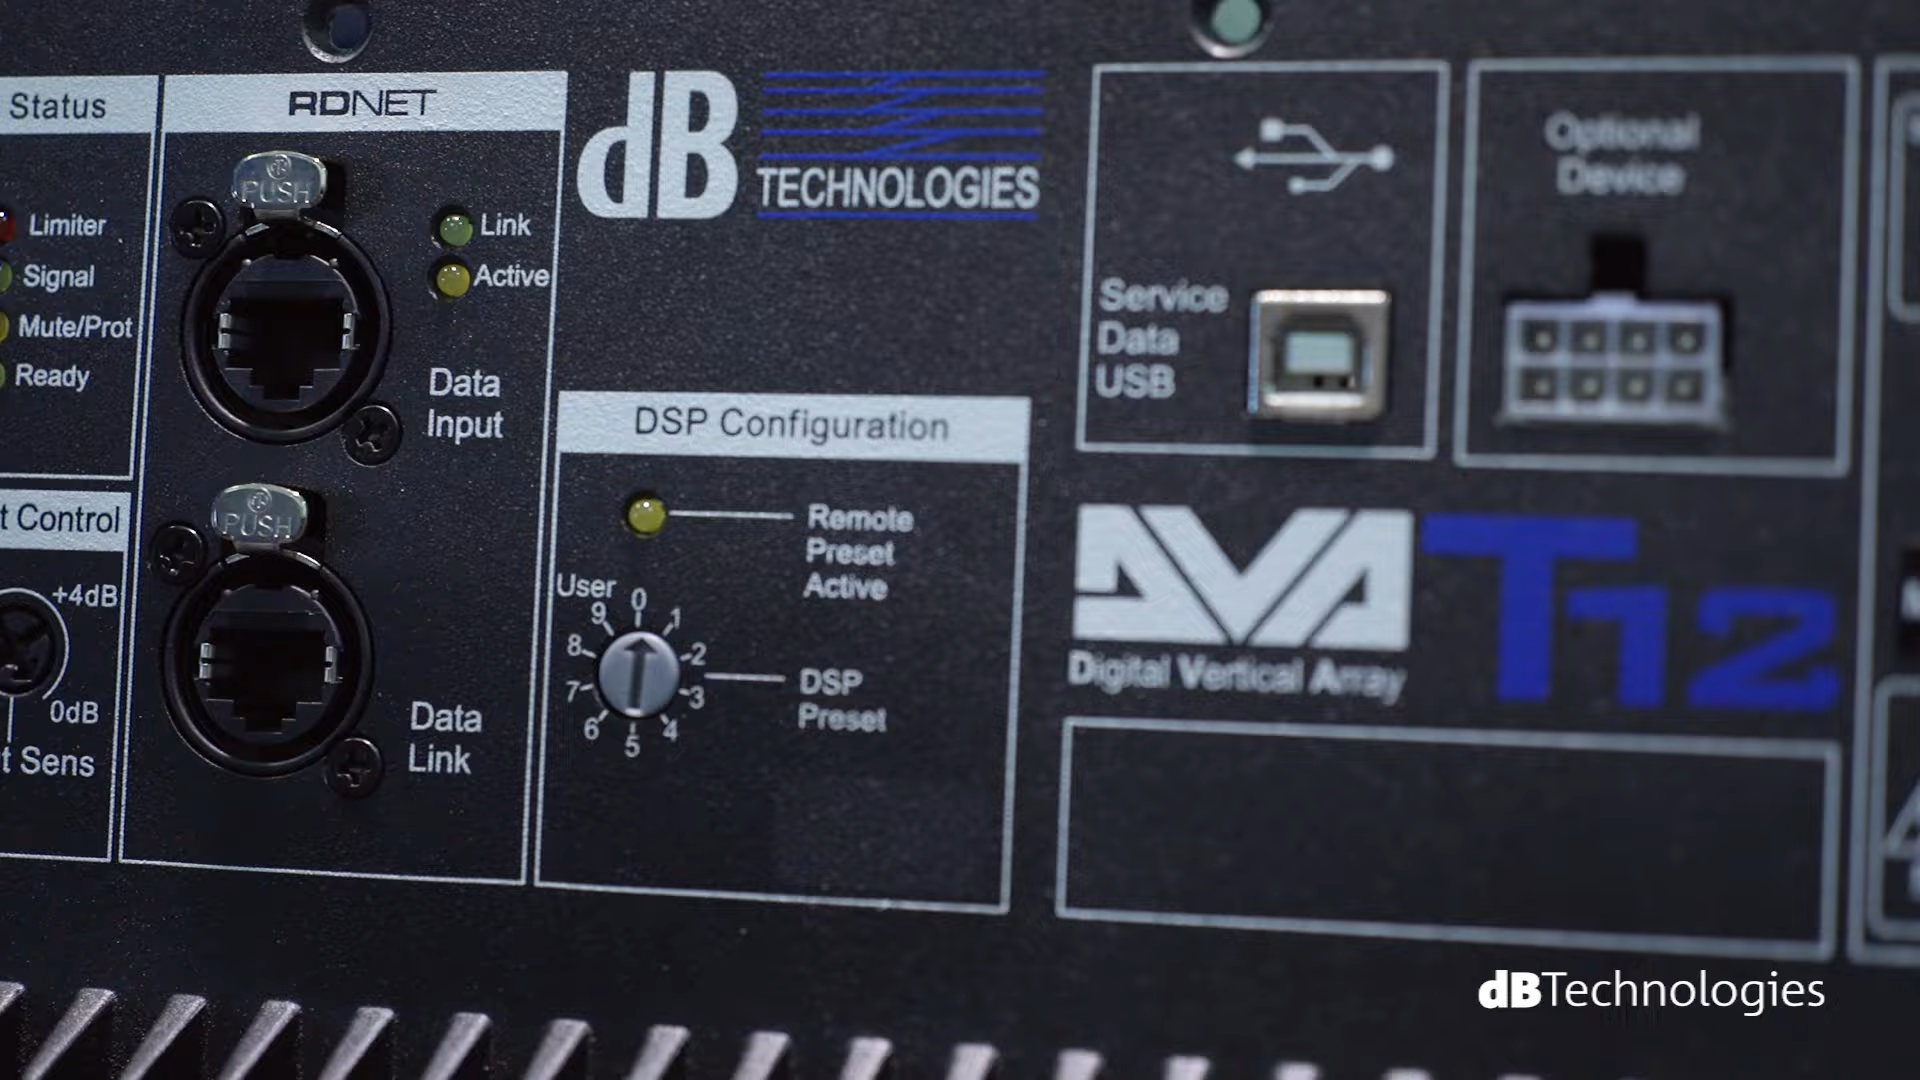 Status
Limiter
Signal
Mute/Prot
Ready
t Control
+4dB
0dB
t Sens
RDNET
PUSH
Link
Active
Data
Input
PUSH
Data
Link
dB
TECHNOLOGIES
DSP Configuration
Remote
Preset
Active
User
0
1
2
3
4
5
6
7
8
9
DSP
Preset
Service
Data
USB
Optional
Device
DVA
T12
Digital Vertical Array
dBTechnologies